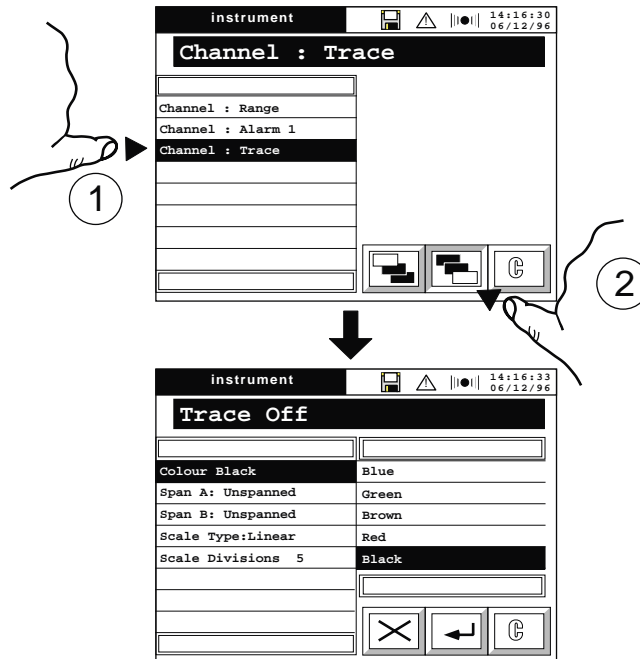 instrument 14:16:30
06/12/96
Channel : Trace
Channel : Range
Channel : Alarm 1
Channel : Trace
1
C
2
instrument 14:16:33
06/12/96
Trace Off
Colour Black
Span A: Unspanned
Span B: Unspanned
Scale Type:Linear
Scale Divisions 5
Blue
Green
Brown
Red
Black
C